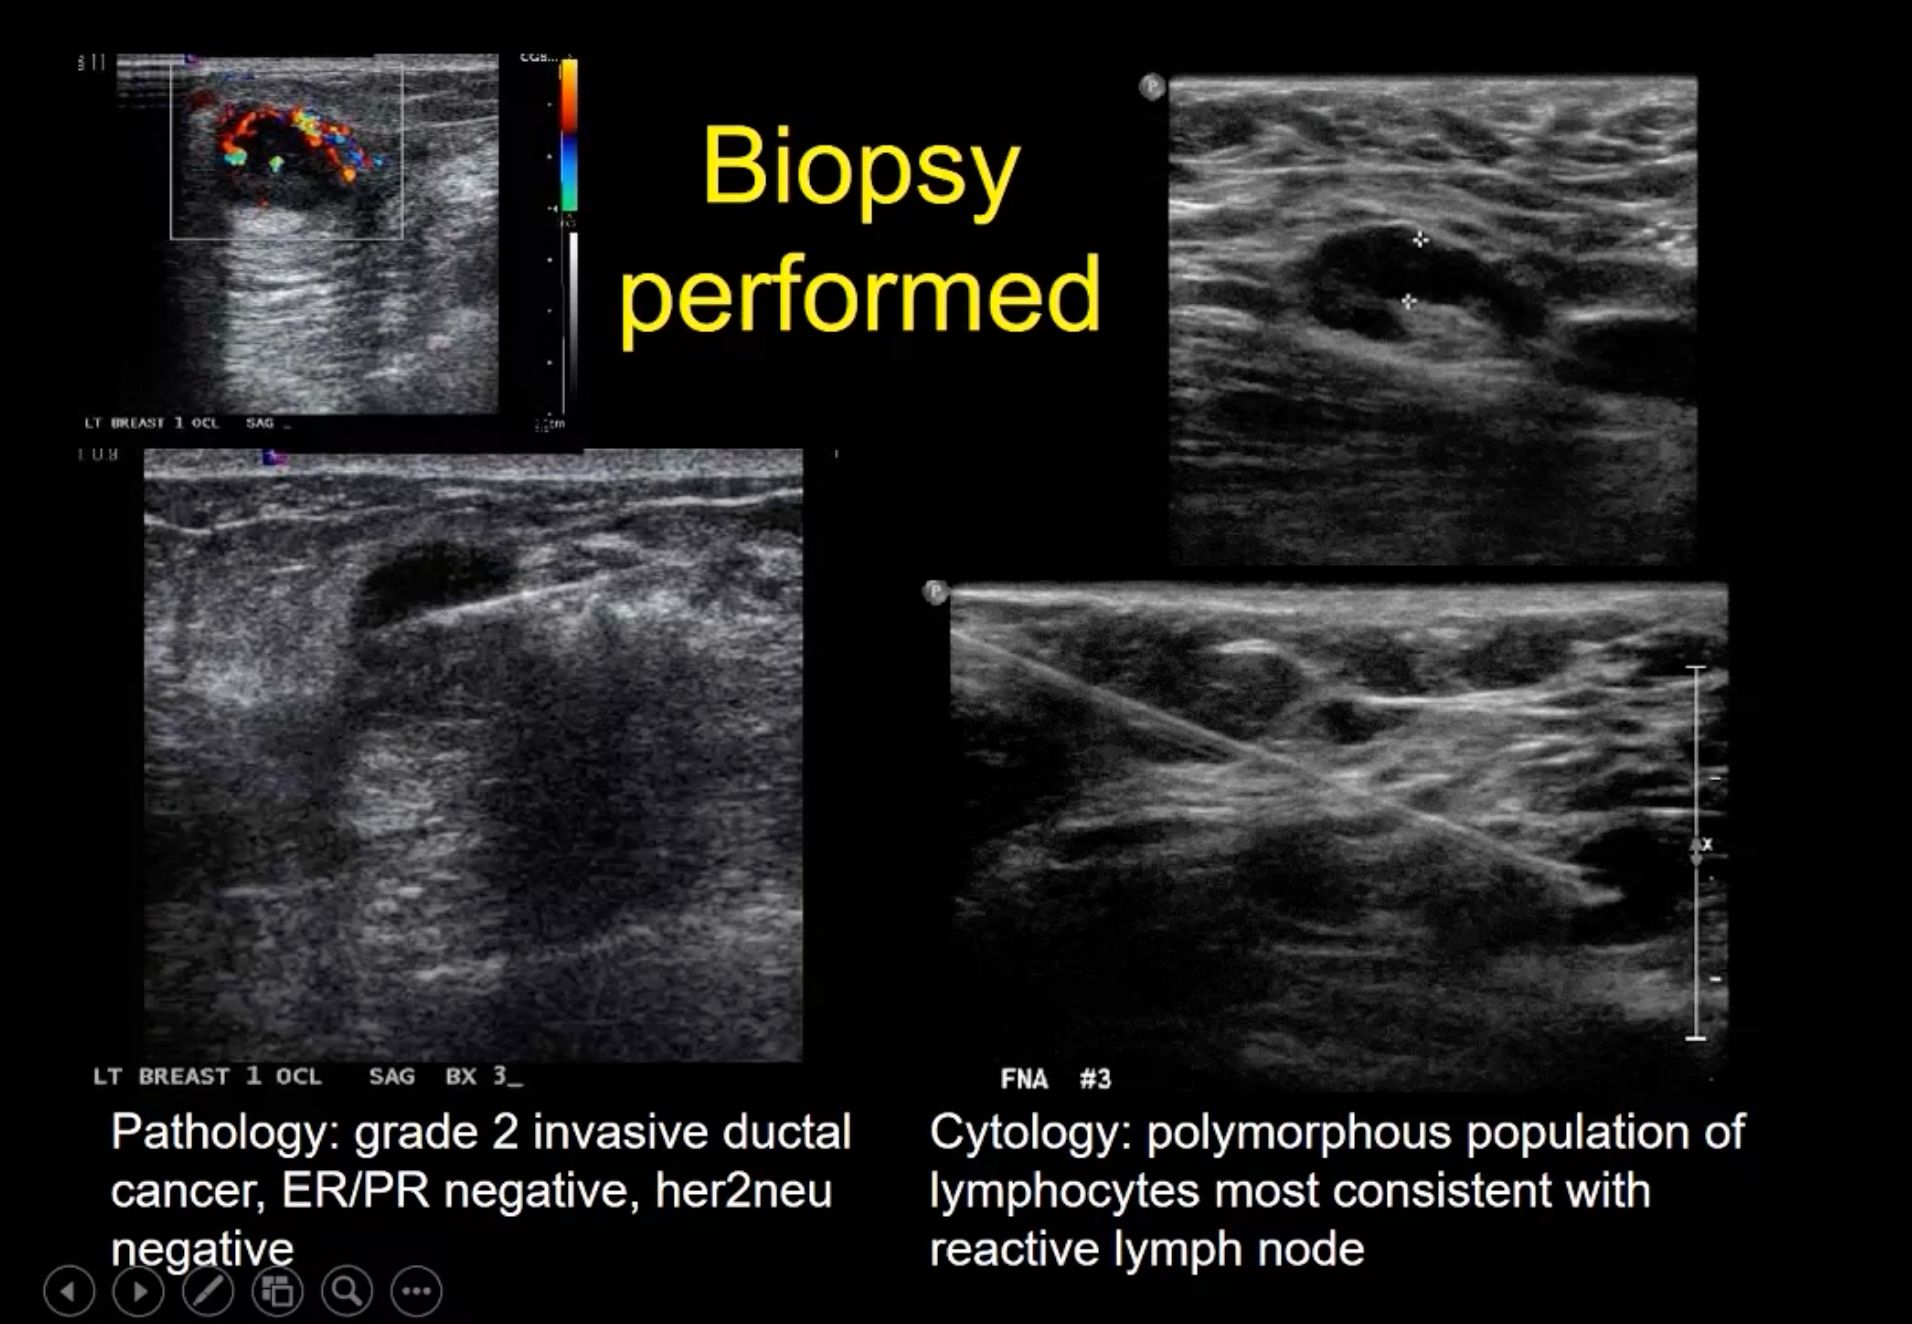 Biopsy
performed
LT BREAST 1 OCL SAG _
P
LT BREAST 1 OCL SAG BX 3_
Pathology: grade 2 invasive ductal
cancer, ER/PR negative, her2neu
negative
P
AX
FNA #3
Cytology: polymorphous population of
lymphocytes most consistent with
reactive lymph node